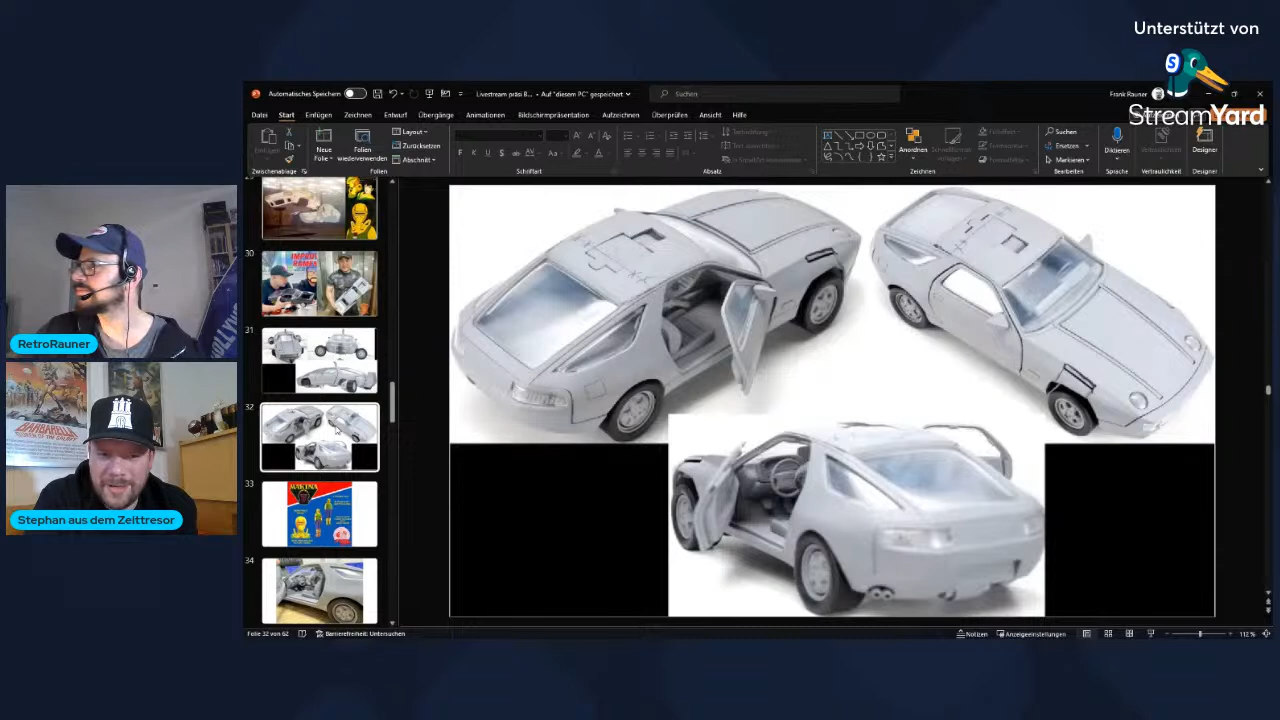 Unterstützt von
StreamYard
Automatisches Speichern
Livestream präs B... • Auf "diesem PC" gespeichert
Suchen
Frank Rauner
Datei Start Einfügen Zeichnen Entwurf Übergänge Animationen Bildschirmpräsentation Aufzeichnen Überprüfen Ansicht Hilfe
Einfügen
Neue Folie
Folien wiederverwenden
Layout
Zurücksetzen
Abschnitt
F K U S
Anordnen
Suchen
Ersetzen
Markieren
Diktieren
Designer
Zwischenablage Folien Schriftart Absatz Zeichnen Bearbeiten Sprache Vertraulichkeit Designer
30
31
32
33
34
RetroRauner
BARBARELLA
Stephan aus dem Zeittresor
Folie 32 von 62
Barrierefreiheit: Untersuchen
Notizen
Anzeigeeinstellungen
112 %